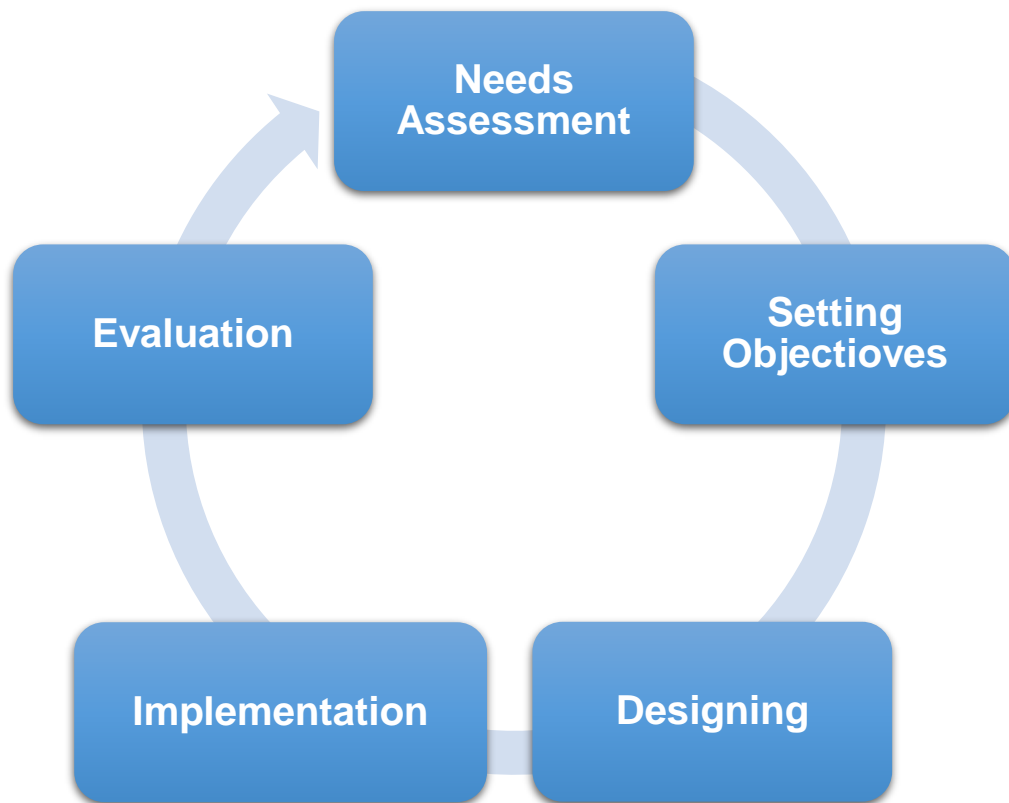 Needs
Assessment
Setting
Objectioves
Designing
Implementation
Evaluation